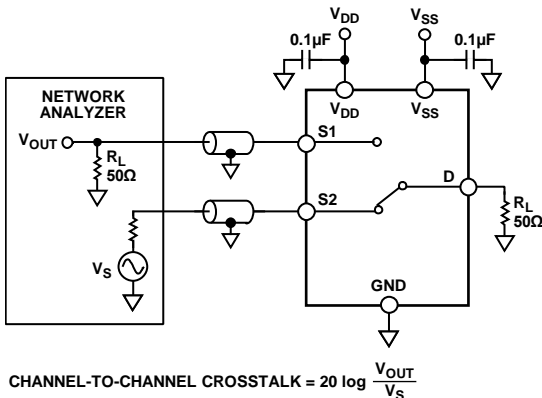 V_DD V_SS
0.1µF 0.1µF
NETWORK
ANALYZER
V_DD V_SS
V_OUT
S1
R_L
50Ω
D
S2
R_L
50Ω
V_S
GND
CHANNEL-TO-CHANNEL CROSSTALK = 20 log V_OUT / V_S